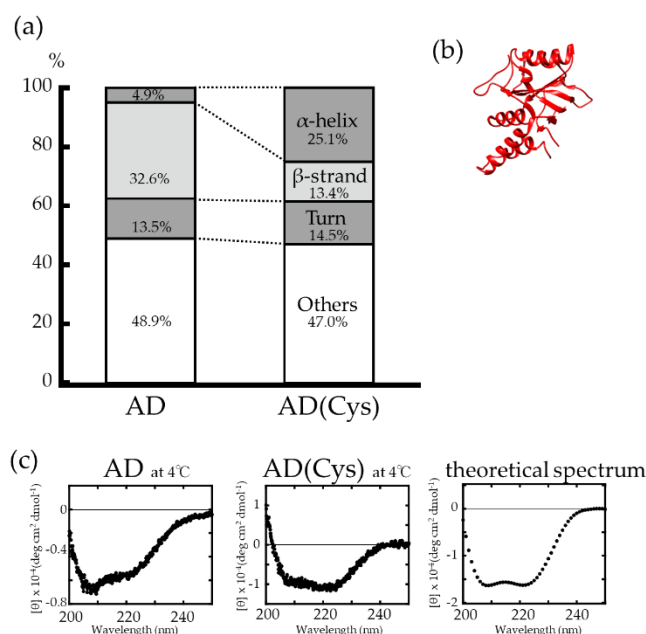 (a)
%
100
80
60
40
20
0
4.9%
32.6%
13.5%
48.9%
α-helix
25.1%
β-strand
13.4%
Turn
14.5%
Others
47.0%
AD
AD(Cys)
(b)
(c)
AD at 4℃
[θ] x 10⁻⁴(deg cm² dmol⁻¹)
0
-0.4
-0.8
200 220 240
Wavelength (nm)
AD(Cys) at 4℃
[θ] x 10⁻⁴(deg cm² dmol⁻¹)
1
0
-1
200 220 240
Wavelength (nm)
theoretical spectrum
[θ] x 10⁻⁴(deg cm² dmol⁻¹)
0
-1
-2
200 220 240
Wavelength (nm)